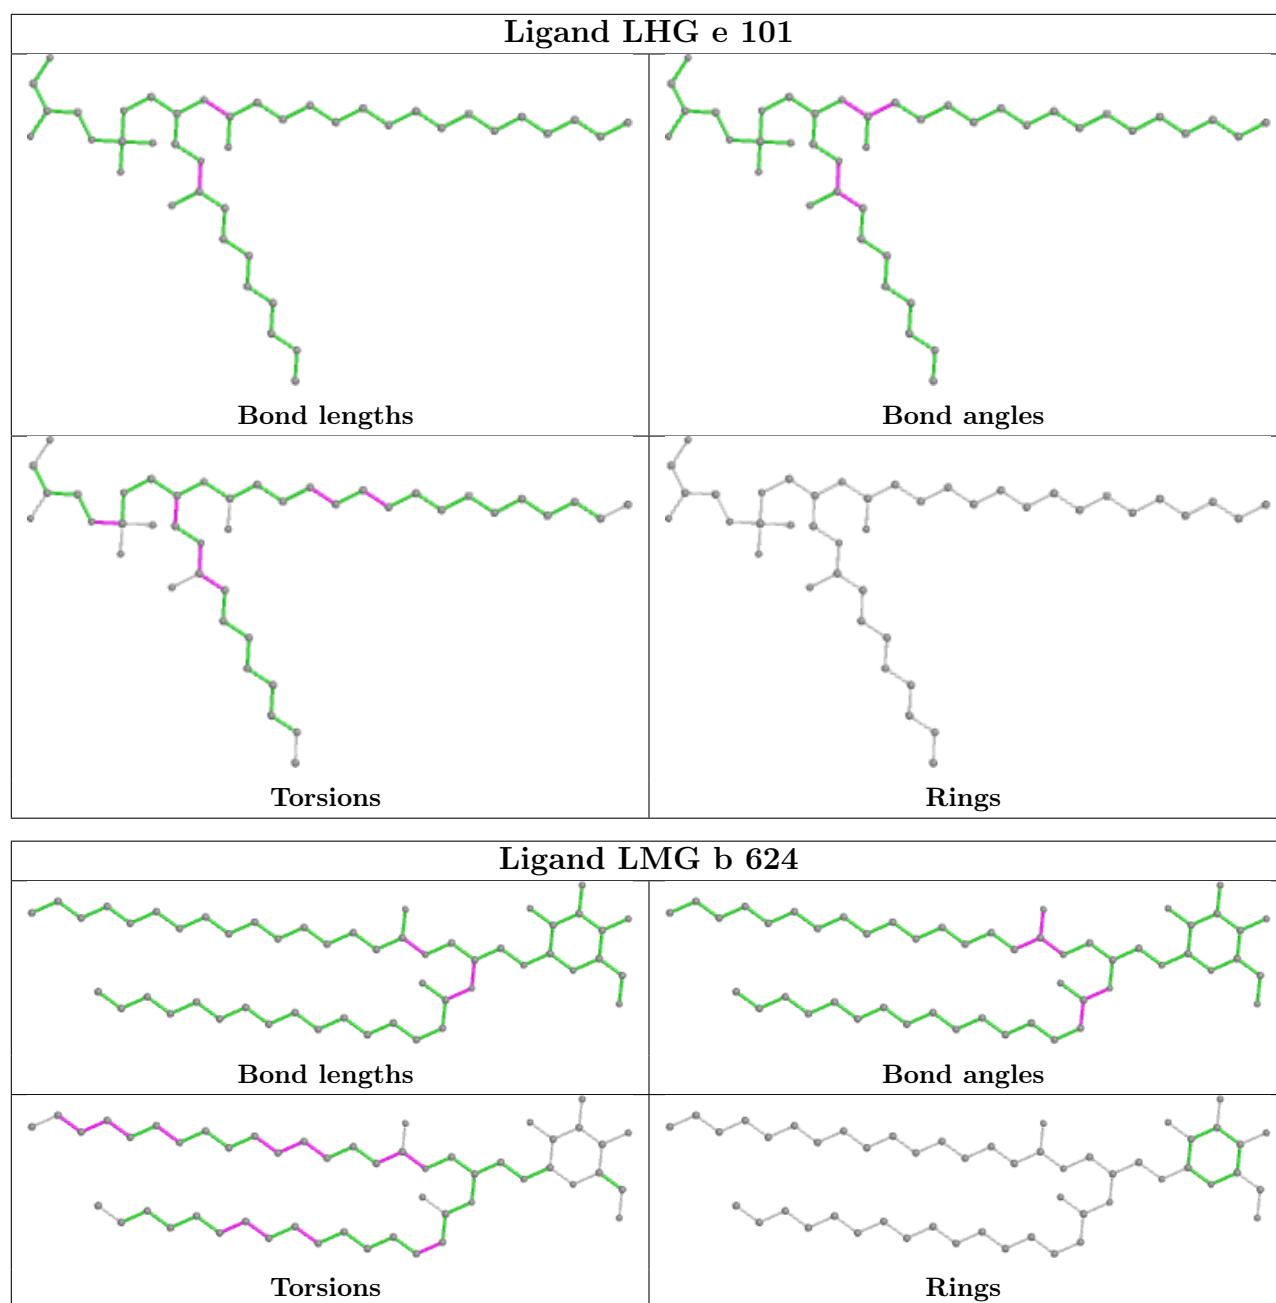 Ligand LHG e 101
Bond lengths
Bond angles
Torsions
Rings
Ligand LMG b 624
Bond lengths
Bond angles
Torsions
Rings